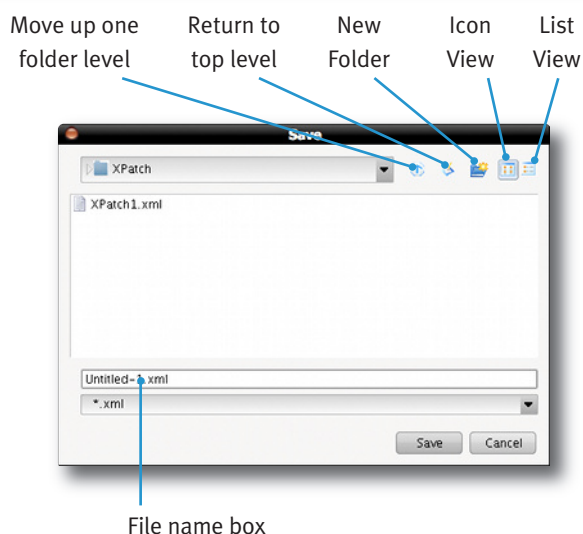 Move up one
folder level
Return to
top level
New
Folder
Icon
View
List
View
Save
XPatch
XPatch1.xml
Untitled-1.xml
*.xml
Save
Cancel
File name box